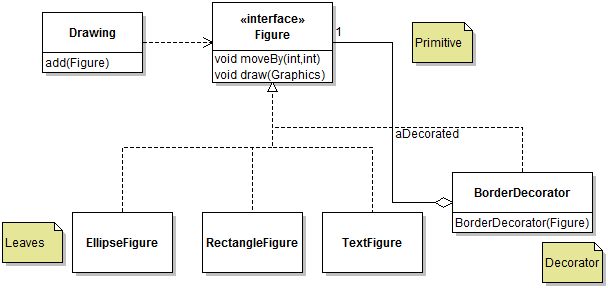 Drawing
add(Figure)
«interface»
Figure
void moveBy(int,int)
void draw(Graphics)
1
Primitive
aDecorated
BorderDecorator
BorderDecorator(Figure)
Leaves
EllipseFigure
RectangleFigure
TextFigure
Decorator